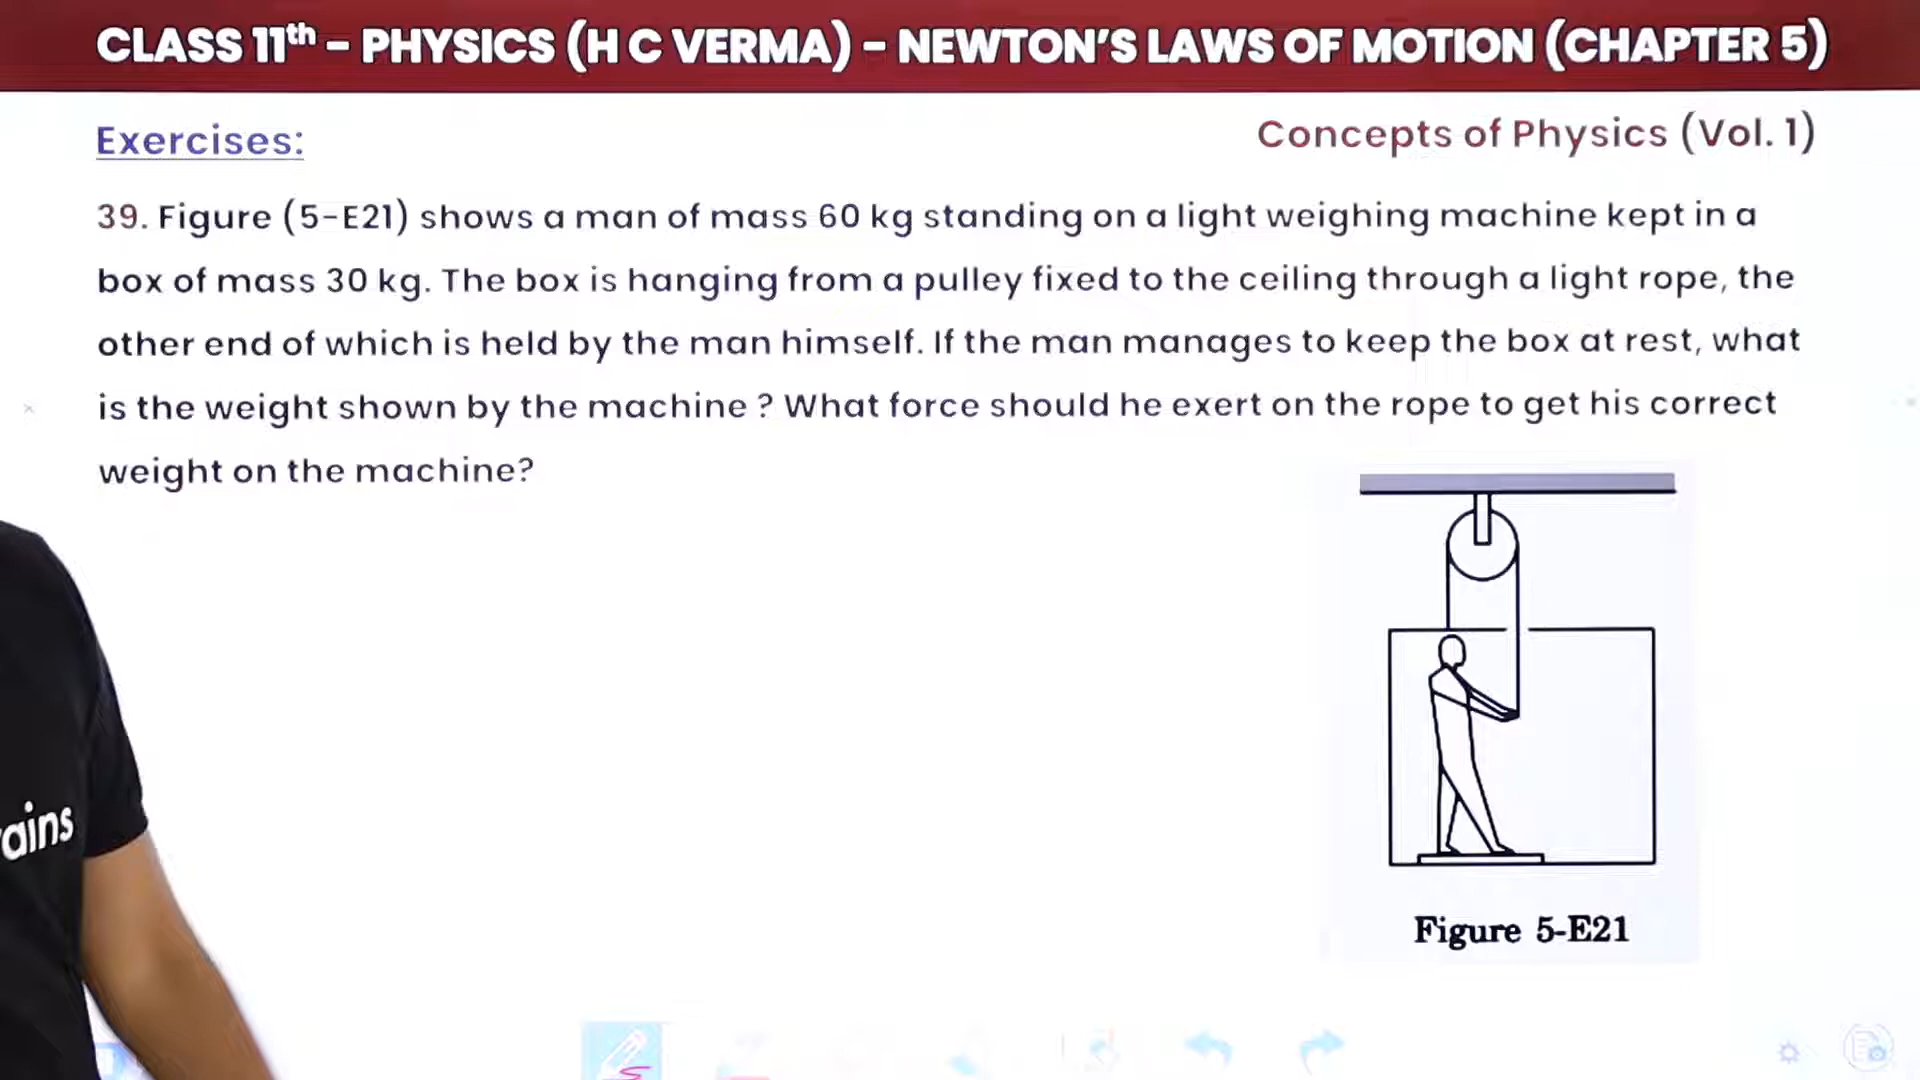 CLASS 11th – PHYSICS (H C VERMA) – NEWTON'S LAWS OF MOTION (CHAPTER 5)
Exercises:
Concepts of Physics (Vol. 1)
39. Figure (5-E21) shows a man of mass 60 kg standing on a light weighing machine kept in a
box of mass 30 kg. The box is hanging from a pulley fixed to the ceiling through a light rope, the
other end of which is held by the man himself. If the man manages to keep the box at rest, what
is the weight shown by the machine ? What force should he exert on the rope to get his correct
weight on the machine?
ains
Figure 5-E21